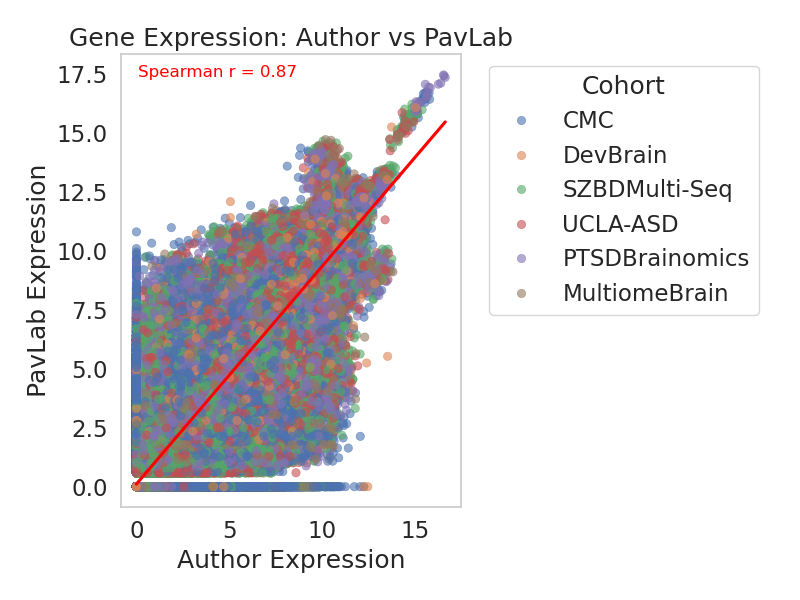 Gene Expression: Author vs PavLab
Spearman r = 0.87
17.5
15.0
12.5
10.0
7.5
5.0
2.5
0.0
PavLab Expression
0 5 10 15
Author Expression
Cohort
CMC
DevBrain
SZBDMulti-Seq
UCLA-ASD
PTSDBrainomics
MultiomeBrain